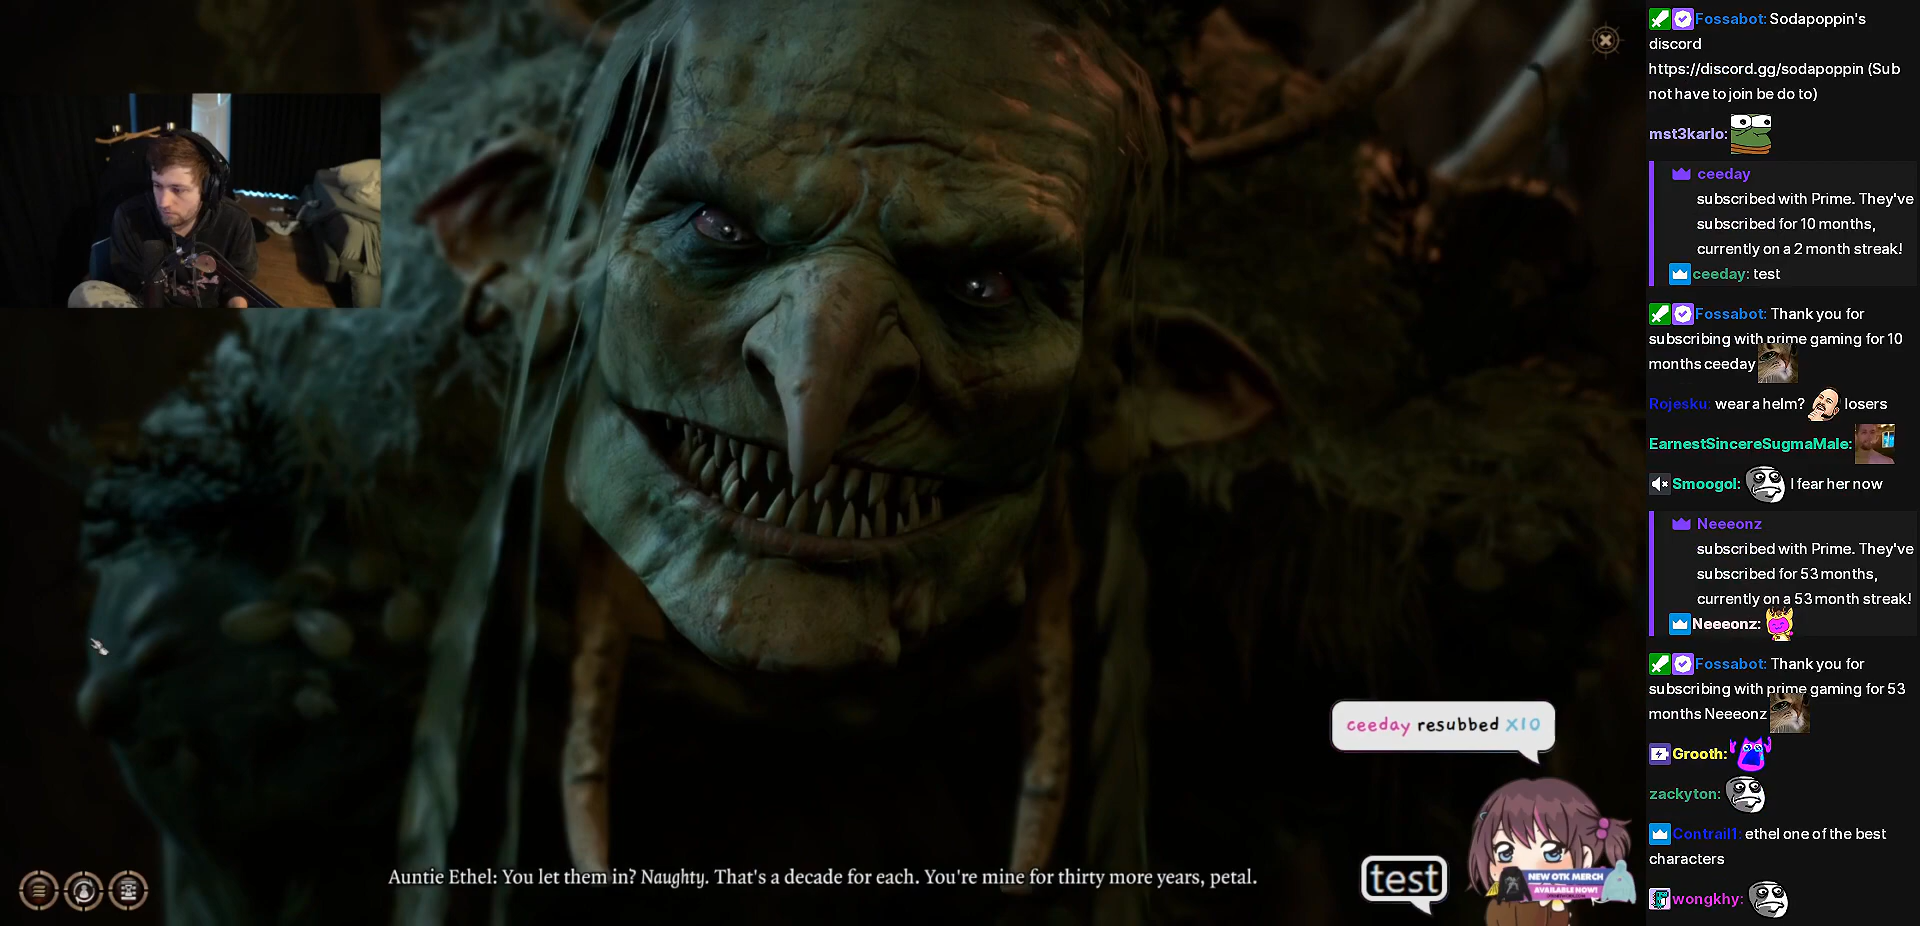 Fossabot: Sodapoppin's
discord
https://discord.gg/sodapoppin (Sub
not have to join be do to)
mst3karlo:
ceeday
subscribed with Prime. They've
subscribed for 10 months,
currently on a 2 month streak!
ceeday: test
Fossabot: Thank you for
subscribing with prime gaming for 10
months ceeday
Rojesku: wear a helm? losers
EarnestSincereSugmaMale:
Smoogol: I fear her now
Neeeonz
subscribed with Prime. They've
subscribed for 53 months,
currently on a 53 month streak!
Neeeonz:
Fossabot: Thank you for
subscribing with prime gaming for 53
months Neeeonz
Grooth:
zackyton:
Contrail1: ethel one of the best
characters
wongkhy:
ceeday resubbed X10
test
NEW OTK MERCH
AVAILABLE NOW!
Auntie Ethel: You let them in? Naughty. That's a decade for each. You're mine for thirty more years, petal.